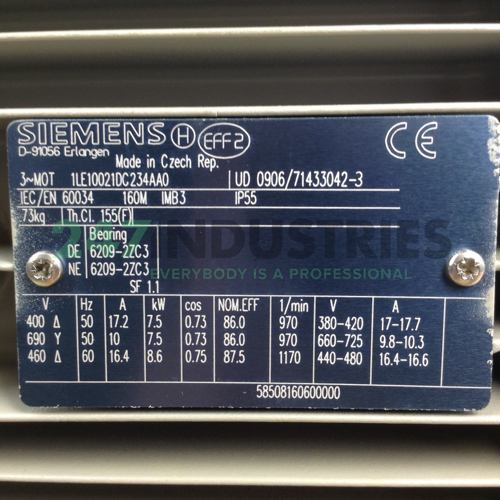 SIEMENS H EFF2 CE
D-91056 Erlangen
Made in Czech Rep.
3~MOT 1LE10021DC234AA0 UD 0906/71433042-3
IEC/EN 60034 160M IMB3 IP55
73kg Th.Cl. 155(F)
Bearing
DE 6209-2ZC3
NE 6209-2ZC3
SF 1.1
247 INDUSTRIES
EVERYBODY IS A PROFESSIONAL
V Hz A kW cos NOM.EFF 1/min V A
400 Δ 50 17.2 7.5 0.73 86.0 970 380-420 17-17.7
690 Y 50 10 7.5 0.73 86.0 970 660-725 9.8-10.3
460 Δ 60 16.4 8.6 0.75 87.5 1170 440-480 16.4-16.6
58508160600000